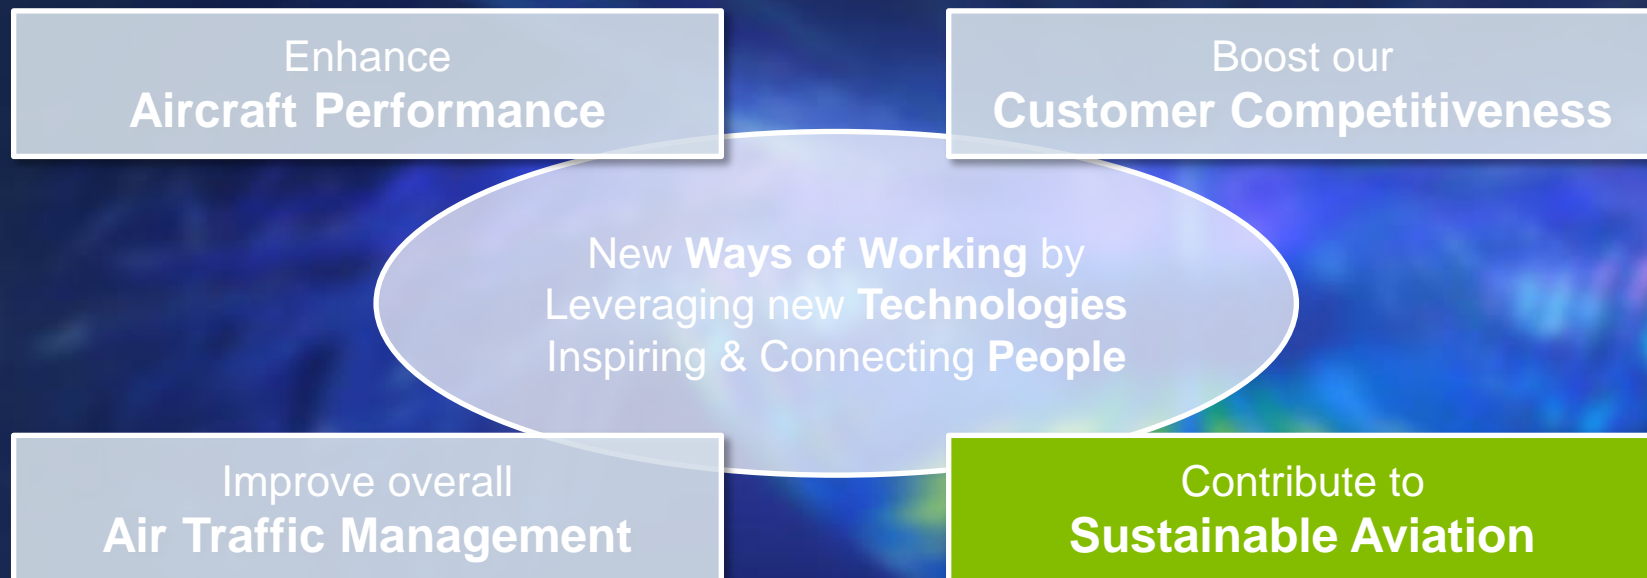 Enhance
Aircraft Performance
Boost our
Customer Competitiveness
New Ways of Working by
Leveraging new Technologies
Inspiring & Connecting People
Improve overall
Air Traffic Management
Contribute to
Sustainable Aviation